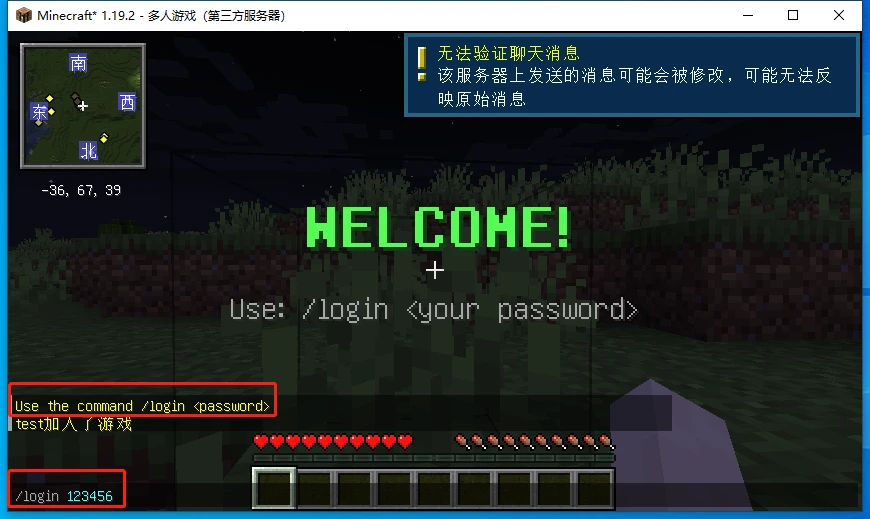 Minecraft* 1.19.2 - 多人游戏（第三方服务器）
南
东
西
北
-36, 67, 39
无法验证聊天消息
该服务器上发送的消息可能会被修改，可能无法反
映原始消息
WELCOME!
Use: /login <your password>
Use the command /login <password>
test加入了游戏
/login 123456